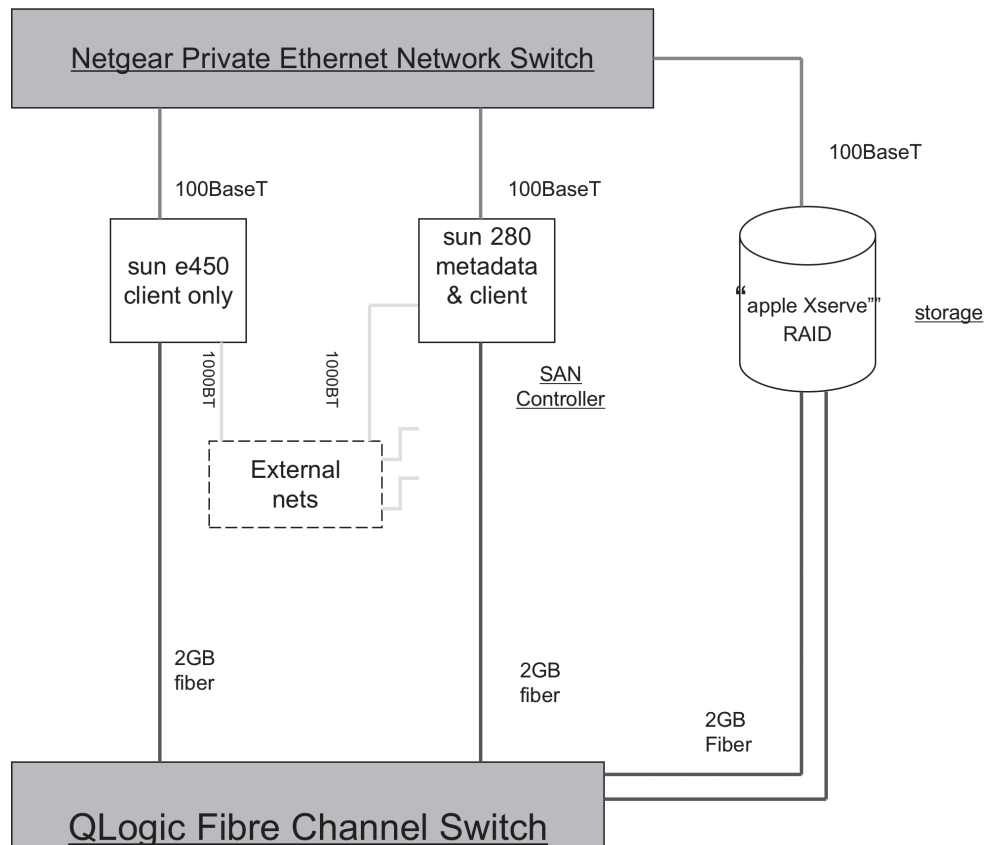 Netgear Private Ethernet Network Switch
100BaseT
100BaseT
100BaseT
sun e450
client only
sun 280
metadata
& client
“apple Xserve””
RAID
storage
1000BT
1000BT
SAN
Controller
External
nets
2GB
fiber
2GB
fiber
2GB
Fiber
QLogic Fibre Channel Switch